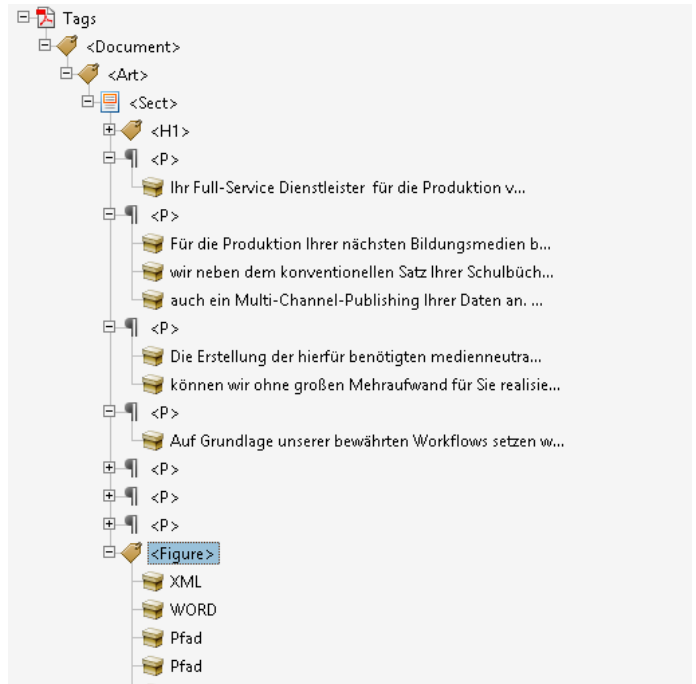 Tags
<Document>
<Art>
<Sect>
<H1>
<P>
Ihr Full-Service Dienstleister für die Produktion v...
<P>
Für die Produktion Ihrer nächsten Bildungsmedien b...
wir neben dem konventionellen Satz Ihrer Schulbüch...
auch ein Multi-Channel-Publishing Ihrer Daten an. ...
<P>
Die Erstellung der hierfür benötigten medienneutra...
können wir ohne großen Mehraufwand für Sie realisie...
<P>
Auf Grundlage unserer bewährten Workflows setzen w...
<P>
<P>
<P>
<Figure>
XML
WORD
Pfad
Pfad